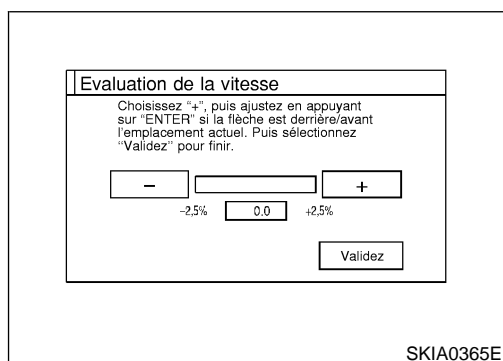 Evaluation de la vitesse
Choisissez “+”, puis ajustez en appuyant
sur “ENTER” si la flèche est derrière/avant
l'emplacement actuel. Puis sélectionnez
“Validez” pour finir.
− +
−2,5% 0.0 +2,5%
Validez
SKIA0365E